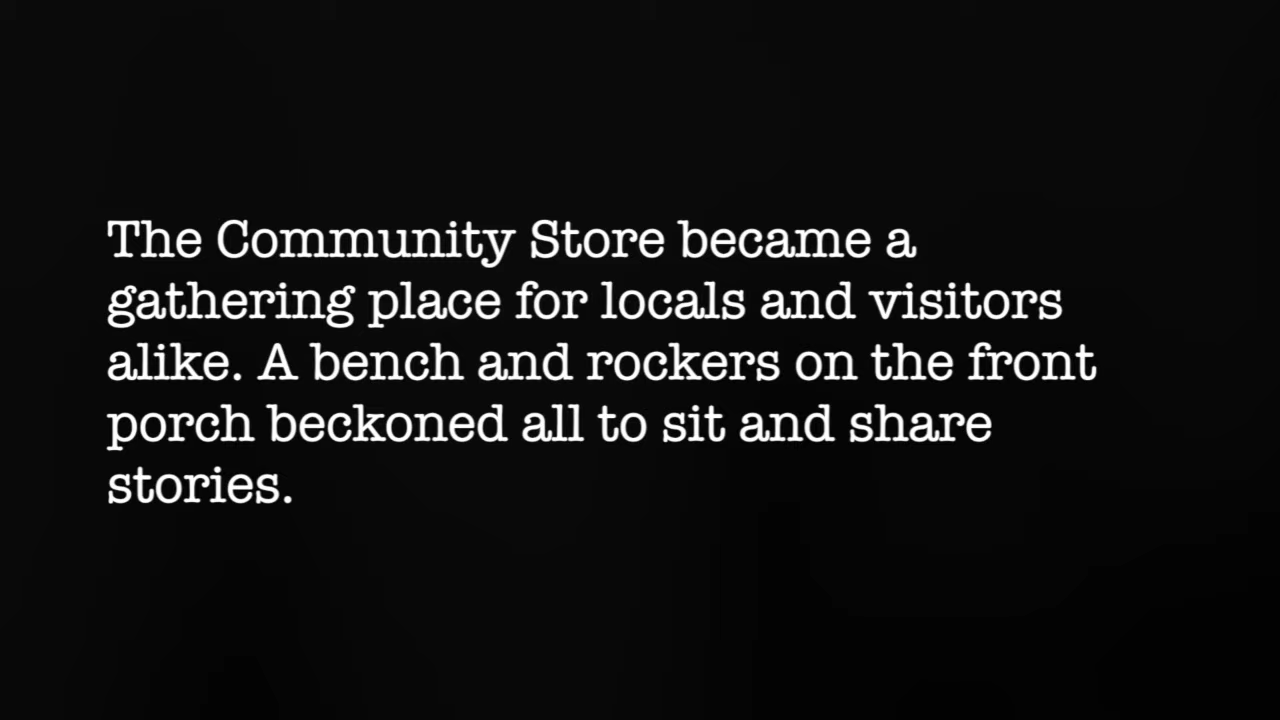 The Community Store became a
gathering place for locals and visitors
alike. A bench and rockers on the front
porch beckoned all to sit and share
stories.